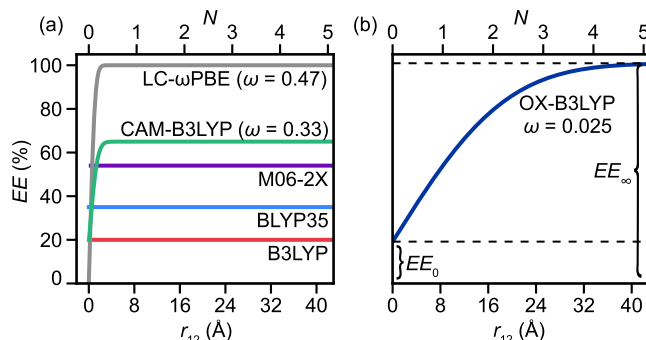 (a) N (b) N
0 1 2 3 4 5 0 1 2 3 4 5
100
LC-ωPBE (ω = 0.47)
OX-B3LYP
ω = 0.025
80
CAM-B3LYP (ω = 0.33)
60
M06-2X
EE∞
EE (%)
40
BLYP35
20
B3LYP
EE₀
0
0 8 16 24 32 40 0 8 16 24 32 40
r₁₂ (Å) r₁₂ (Å)